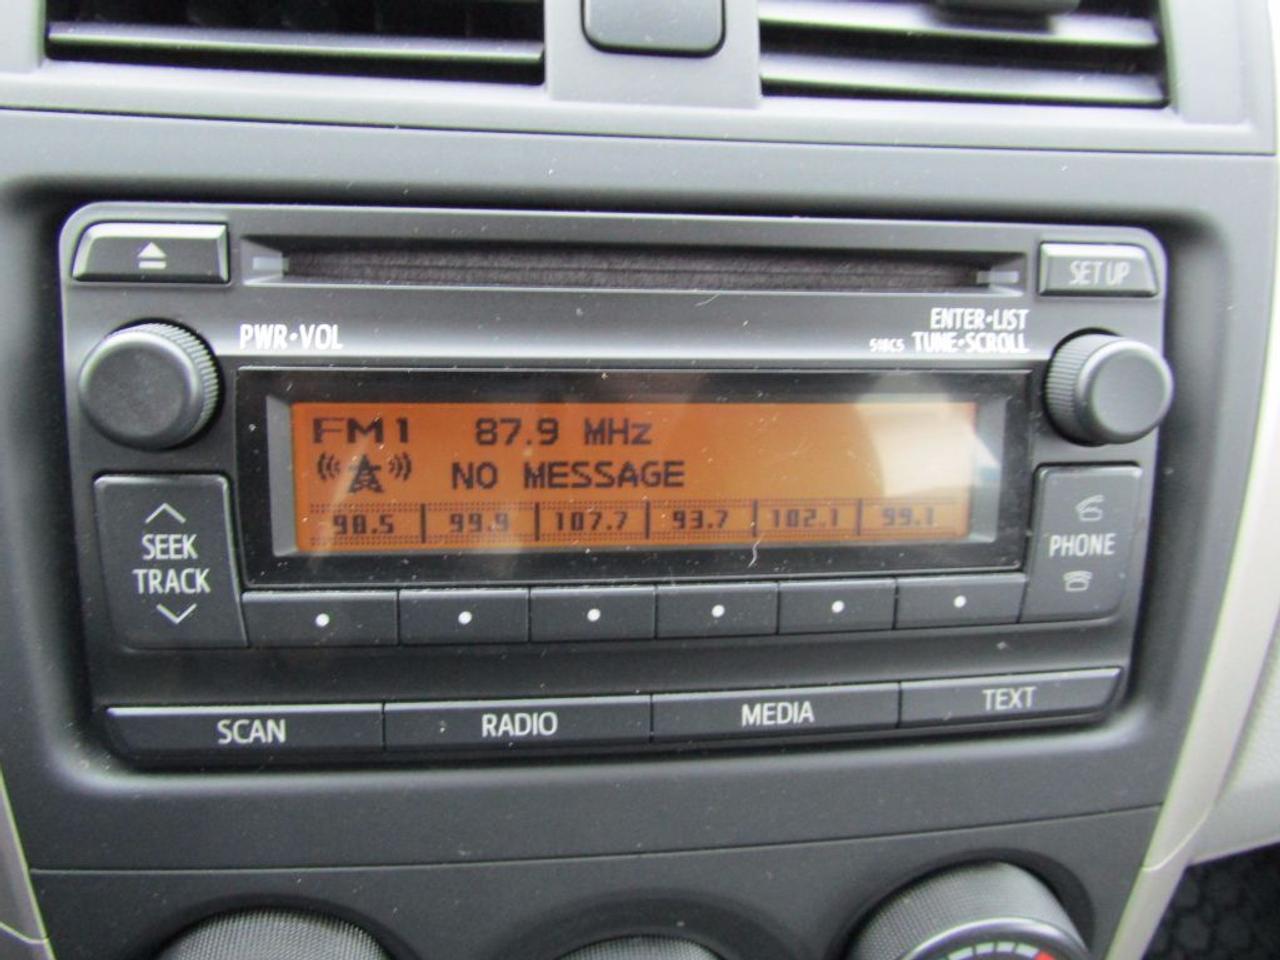 SET UP
PWR•VOL
ENTER•LIST
518C5 TUNE•SCROLL
FM1 87.9 MHz
NO MESSAGE
98.5 99.9 107.7 93.7 102.1 99.1
SEEK
TRACK
PHONE
SCAN RADIO MEDIA TEXT